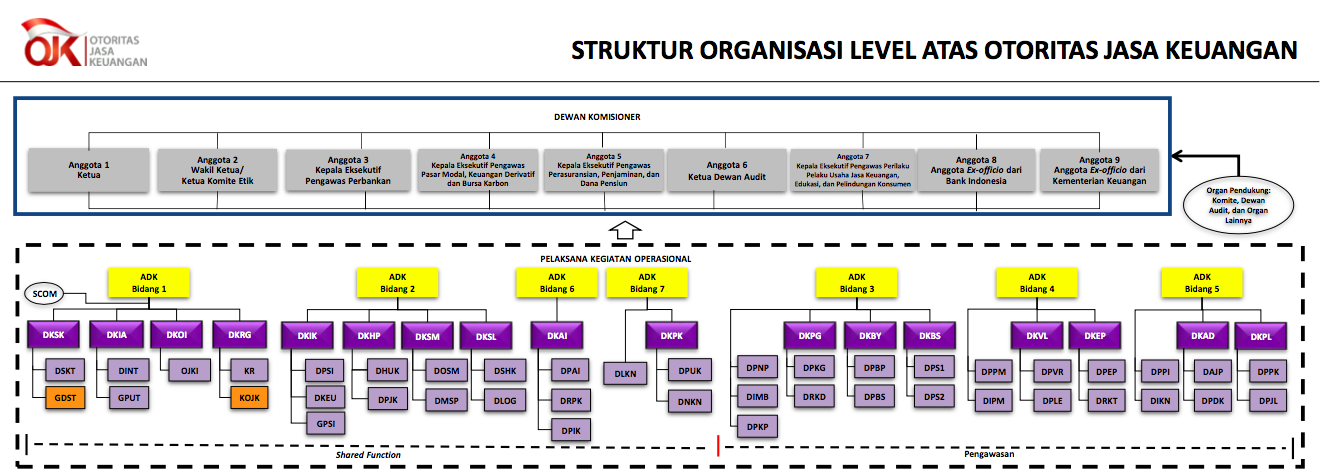 OJK
OTORITAS
JASA
KEUANGAN
STRUKTUR ORGANISASI LEVEL ATAS OTORITAS JASA KEUANGAN
DEWAN KOMISIONER
Anggota 1
Ketua
Anggota 2
Wakil Ketua/
Ketua Komite Etik
Anggota 3
Kepala Eksekutif
Pengawas Perbankan
Anggota 4
Kepala Eksekutif Pengawas
Pasar Modal, Keuangan Derivatif
dan Bursa Karbon
Anggota 5
Kepala Eksekutif Pengawas
Perasuransian, Penjaminan, dan
Dana Pensiun
Anggota 6
Ketua Dewan Audit
Anggota 7
Kepala Eksekutif Pengawas Perilaku
Pelaku Usaha Jasa Keuangan,
Edukasi, dan Pelindungan Konsumen
Anggota 8
Anggota Ex-officio dari
Bank Indonesia
Anggota 9
Anggota Ex-officio dari
Kementerian Keuangan
Organ Pendukung:
Komite, Dewan
Audit, dan Organ
Lainnya
PELAKSANA KEGIATAN OPERASIONAL
SCOM
ADK
Bidang 1
DKSK
DSKT
GDST
DKIA
DINT
GPUT
DKOI
OJKI
DKRG
KR
KOJK
ADK
Bidang 2
DKIK
DPSI
DKEU
GPSI
DKHP
DHUK
DPJK
DKSM
DOSM
DMSP
DKSL
DSHK
DLOG
ADK
Bidang 6
DKAI
DPAI
DRPK
DPIK
ADK
Bidang 7
DLKN
DKPK
DPUK
DNKN
ADK
Bidang 3
DPNP
DIMB
DPKP
DKPG
DPKG
DRKD
DKBY
DPBP
DPBS
DKBS
DPS1
DPS2
ADK
Bidang 4
DPPM
DIPM
DKVL
DPVR
DPLE
DKEP
DPEP
DRKT
ADK
Bidang 5
DPPI
DIKN
DKAD
DAJP
DPDK
DKPL
DPPK
DPJL
Shared Function
Pengawasan